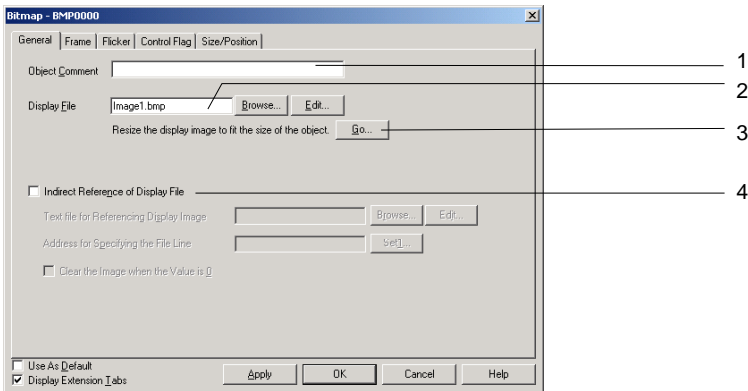 Bitmap - BMP0000
General Frame Flicker Control Flag Size/Position
Object Comment 1
2
Display File Image1.bmp Browse... Edit...
Resize the display image to fit the size of the object. Go... 3
Indirect Reference of Display File 4
Text file for Referencing Display Image Browse... Edit...
Address for Specifying the File Line Set1...
Clear the Image when the Value is 0
Use As Default
Display Extension Tabs
Apply OK Cancel Help